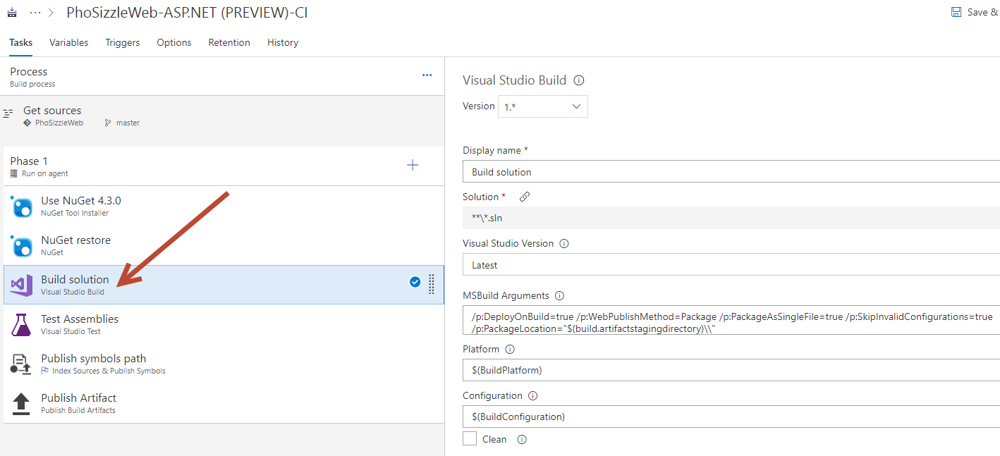 ··· > PhoSizzleWeb-ASP.NET (PREVIEW)-CI
Save &
Tasks Variables Triggers Options Retention History
Process
Build process
Get sources
PhoSizzleWeb master
Phase 1
Run on agent
Use NuGet 4.3.0
NuGet Tool Installer
NuGet restore
NuGet
Build solution
Visual Studio Build
Test Assemblies
Visual Studio Test
Publish symbols path
Index Sources & Publish Symbols
Publish Artifact
Publish Build Artifacts
Visual Studio Build
Version 1.*
Display name *
Build solution
Solution *
**\*.sln
Visual Studio Version
Latest
MSBuild Arguments
/p:DeployOnBuild=true /p:WebPublishMethod=Package /p:PackageAsSingleFile=true /p:SkipInvalidConfigurations=true
/p:PackageLocation="$(build.artifactstagingdirectory)\\"
Platform
$(BuildPlatform)
Configuration
$(BuildConfiguration)
Clean